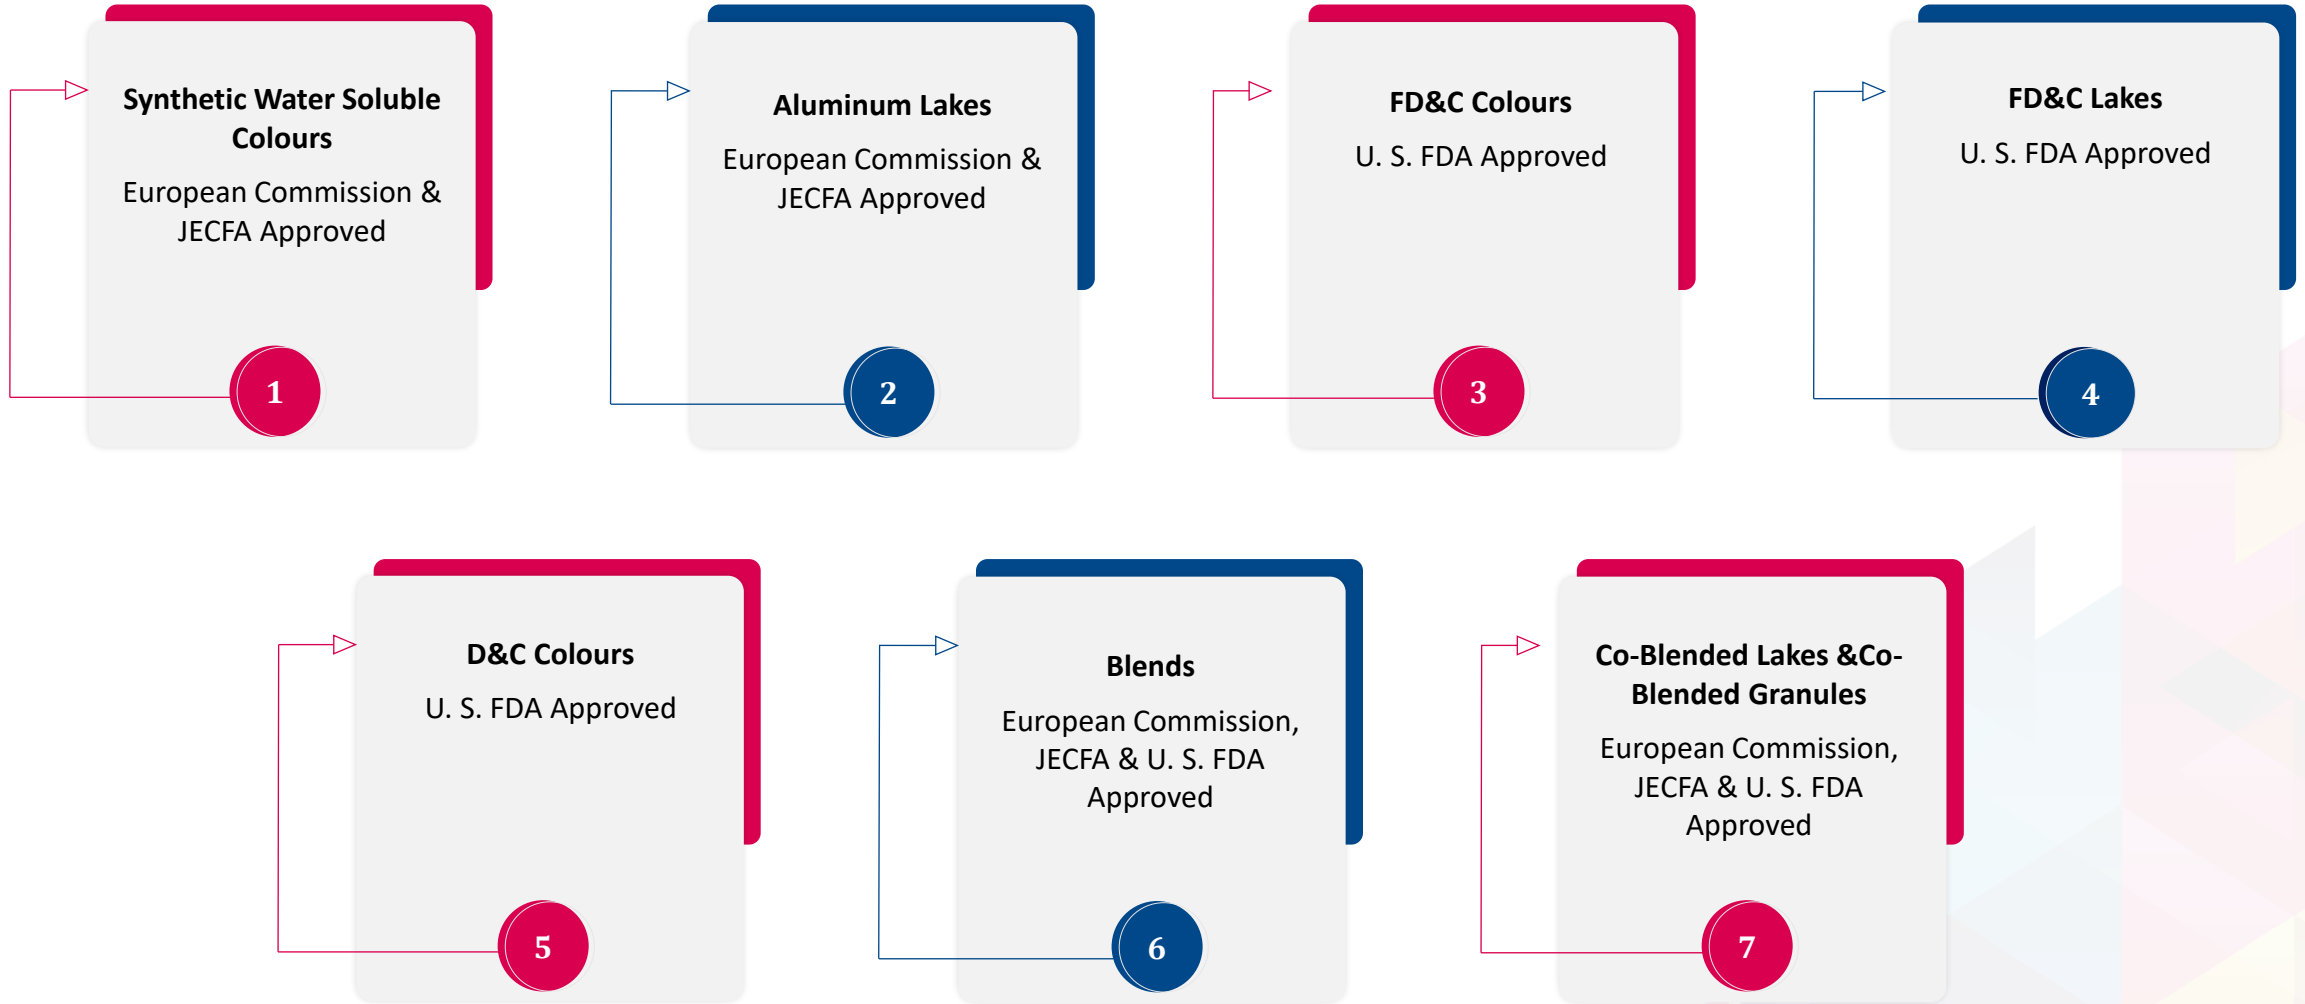 Synthetic Water Soluble
Colours
European Commission &
JECFA Approved
1
Aluminum Lakes
European Commission &
JECFA Approved
2
FD&C Colours
U. S. FDA Approved
3
FD&C Lakes
U. S. FDA Approved
4
D&C Colours
U. S. FDA Approved
5
Blends
European Commission,
JECFA & U. S. FDA
Approved
6
Co-Blended Lakes &Co-
Blended Granules
European Commission,
JECFA & U. S. FDA
Approved
7